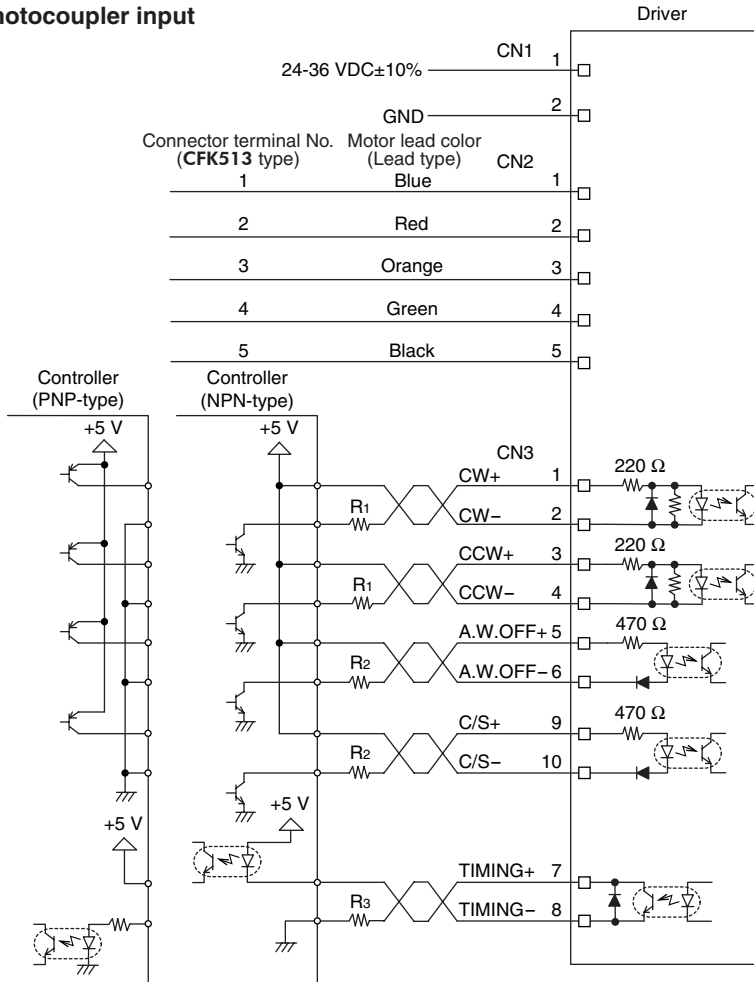 hotocoupler input
Driver
24-36 VDC±10% CN1 1
GND 2
Connector terminal No. Motor lead color
(CFK513 type) (Lead type) CN2
1 Blue 1
2 Red 2
3 Orange 3
4 Green 4
5 Black 5
Controller Controller
(PNP-type) (NPN-type)
+5 V +5 V
CN3
CW+ 1 220 Ω
R1 CW− 2
CCW+ 3 220 Ω
R1 CCW− 4
A.W.OFF+ 5 470 Ω
R2 A.W.OFF− 6
C/S+ 9 470 Ω
R2 C/S− 10
+5 V +5 V
TIMING+ 7
R3 TIMING− 8